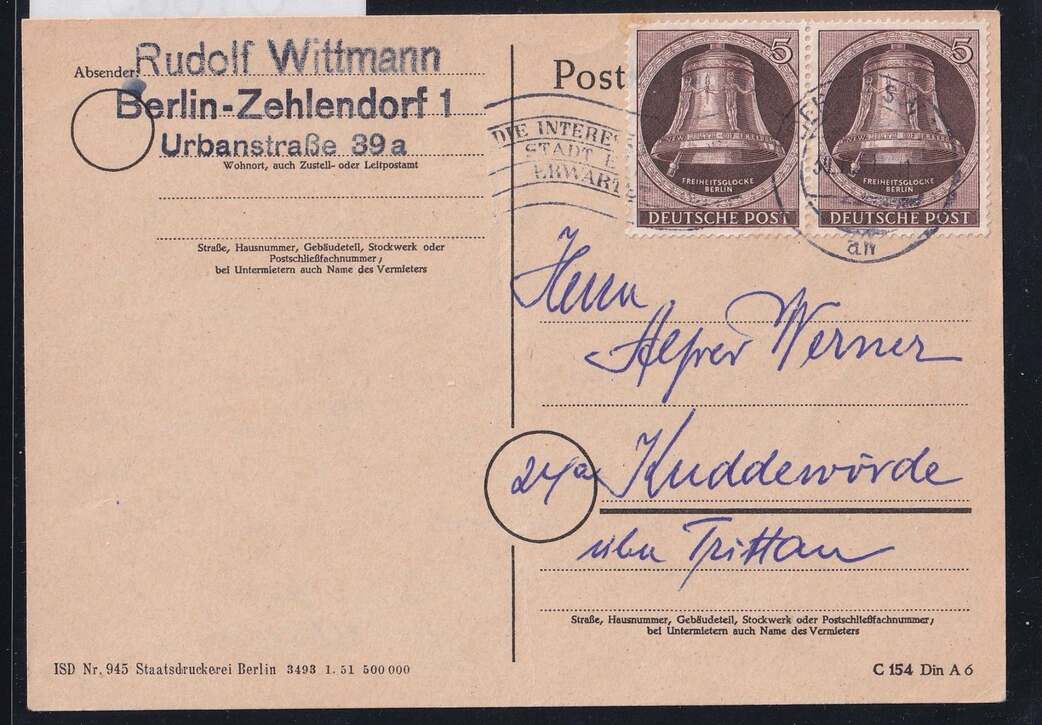 Absender:
Rudolf Wittmann
Berlin-Zehlendorf 1
Urbanstraße 39a
Wohnort, auch Zustell- oder Leitpostamt
Straße, Hausnummer, Gebäudeteil, Stockwerk oder
Postschließfachnummer;
bei Untermietern auch Name des Vermieters
Post
DIE INTERES
STADT
ERWART
5
FREIHEITSGLOCKE
BERLIN
DEUTSCHE POST
5
FREIHEITSGLOCKE
BERLIN
DEUTSCHE POST
an
Herrn
Alfred Werner
24a Kuddewörde
über Trittau
Straße, Hausnummer, Gebäudeteil, Stockwerk oder Postschließfachnummer;
bei Untermietern auch Name des Vermieters
ISD Nr. 945 Staatsdruckerei Berlin 3493 1. 51 500 000
C 154 Din A 6